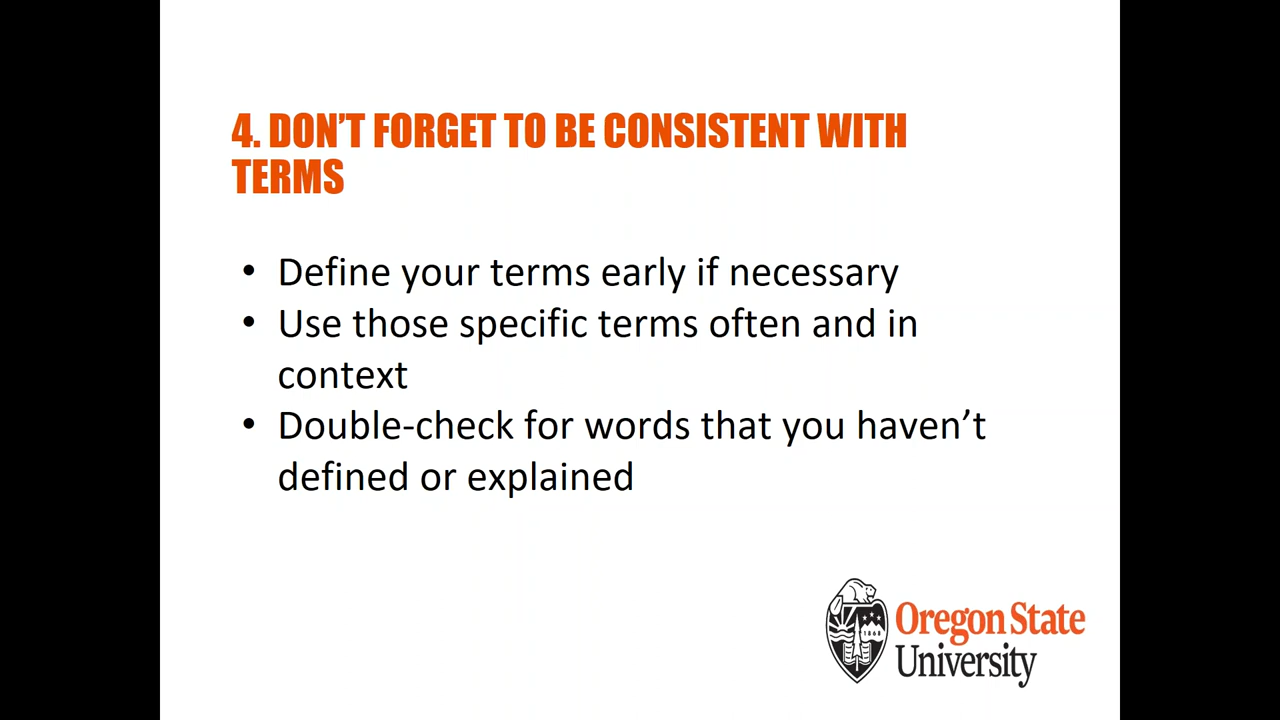 4. DON'T FORGET TO BE CONSISTENT WITH
TERMS
• Define your terms early if necessary
• Use those specific terms often and in
context
• Double-check for words that you haven't
defined or explained
1868
Oregon State
University